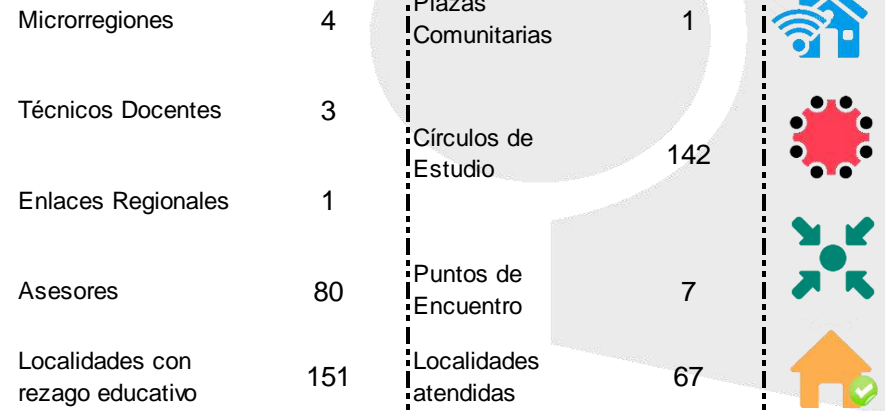 Microrregiones 4
Plazas
Comunitarias 1
Técnicos Docentes 3
Círculos de
Estudio 142
Enlaces Regionales 1
Asesores 80
Puntos de
Encuentro 7
Localidades con
rezago educativo 151
Localidades
atendidas 67